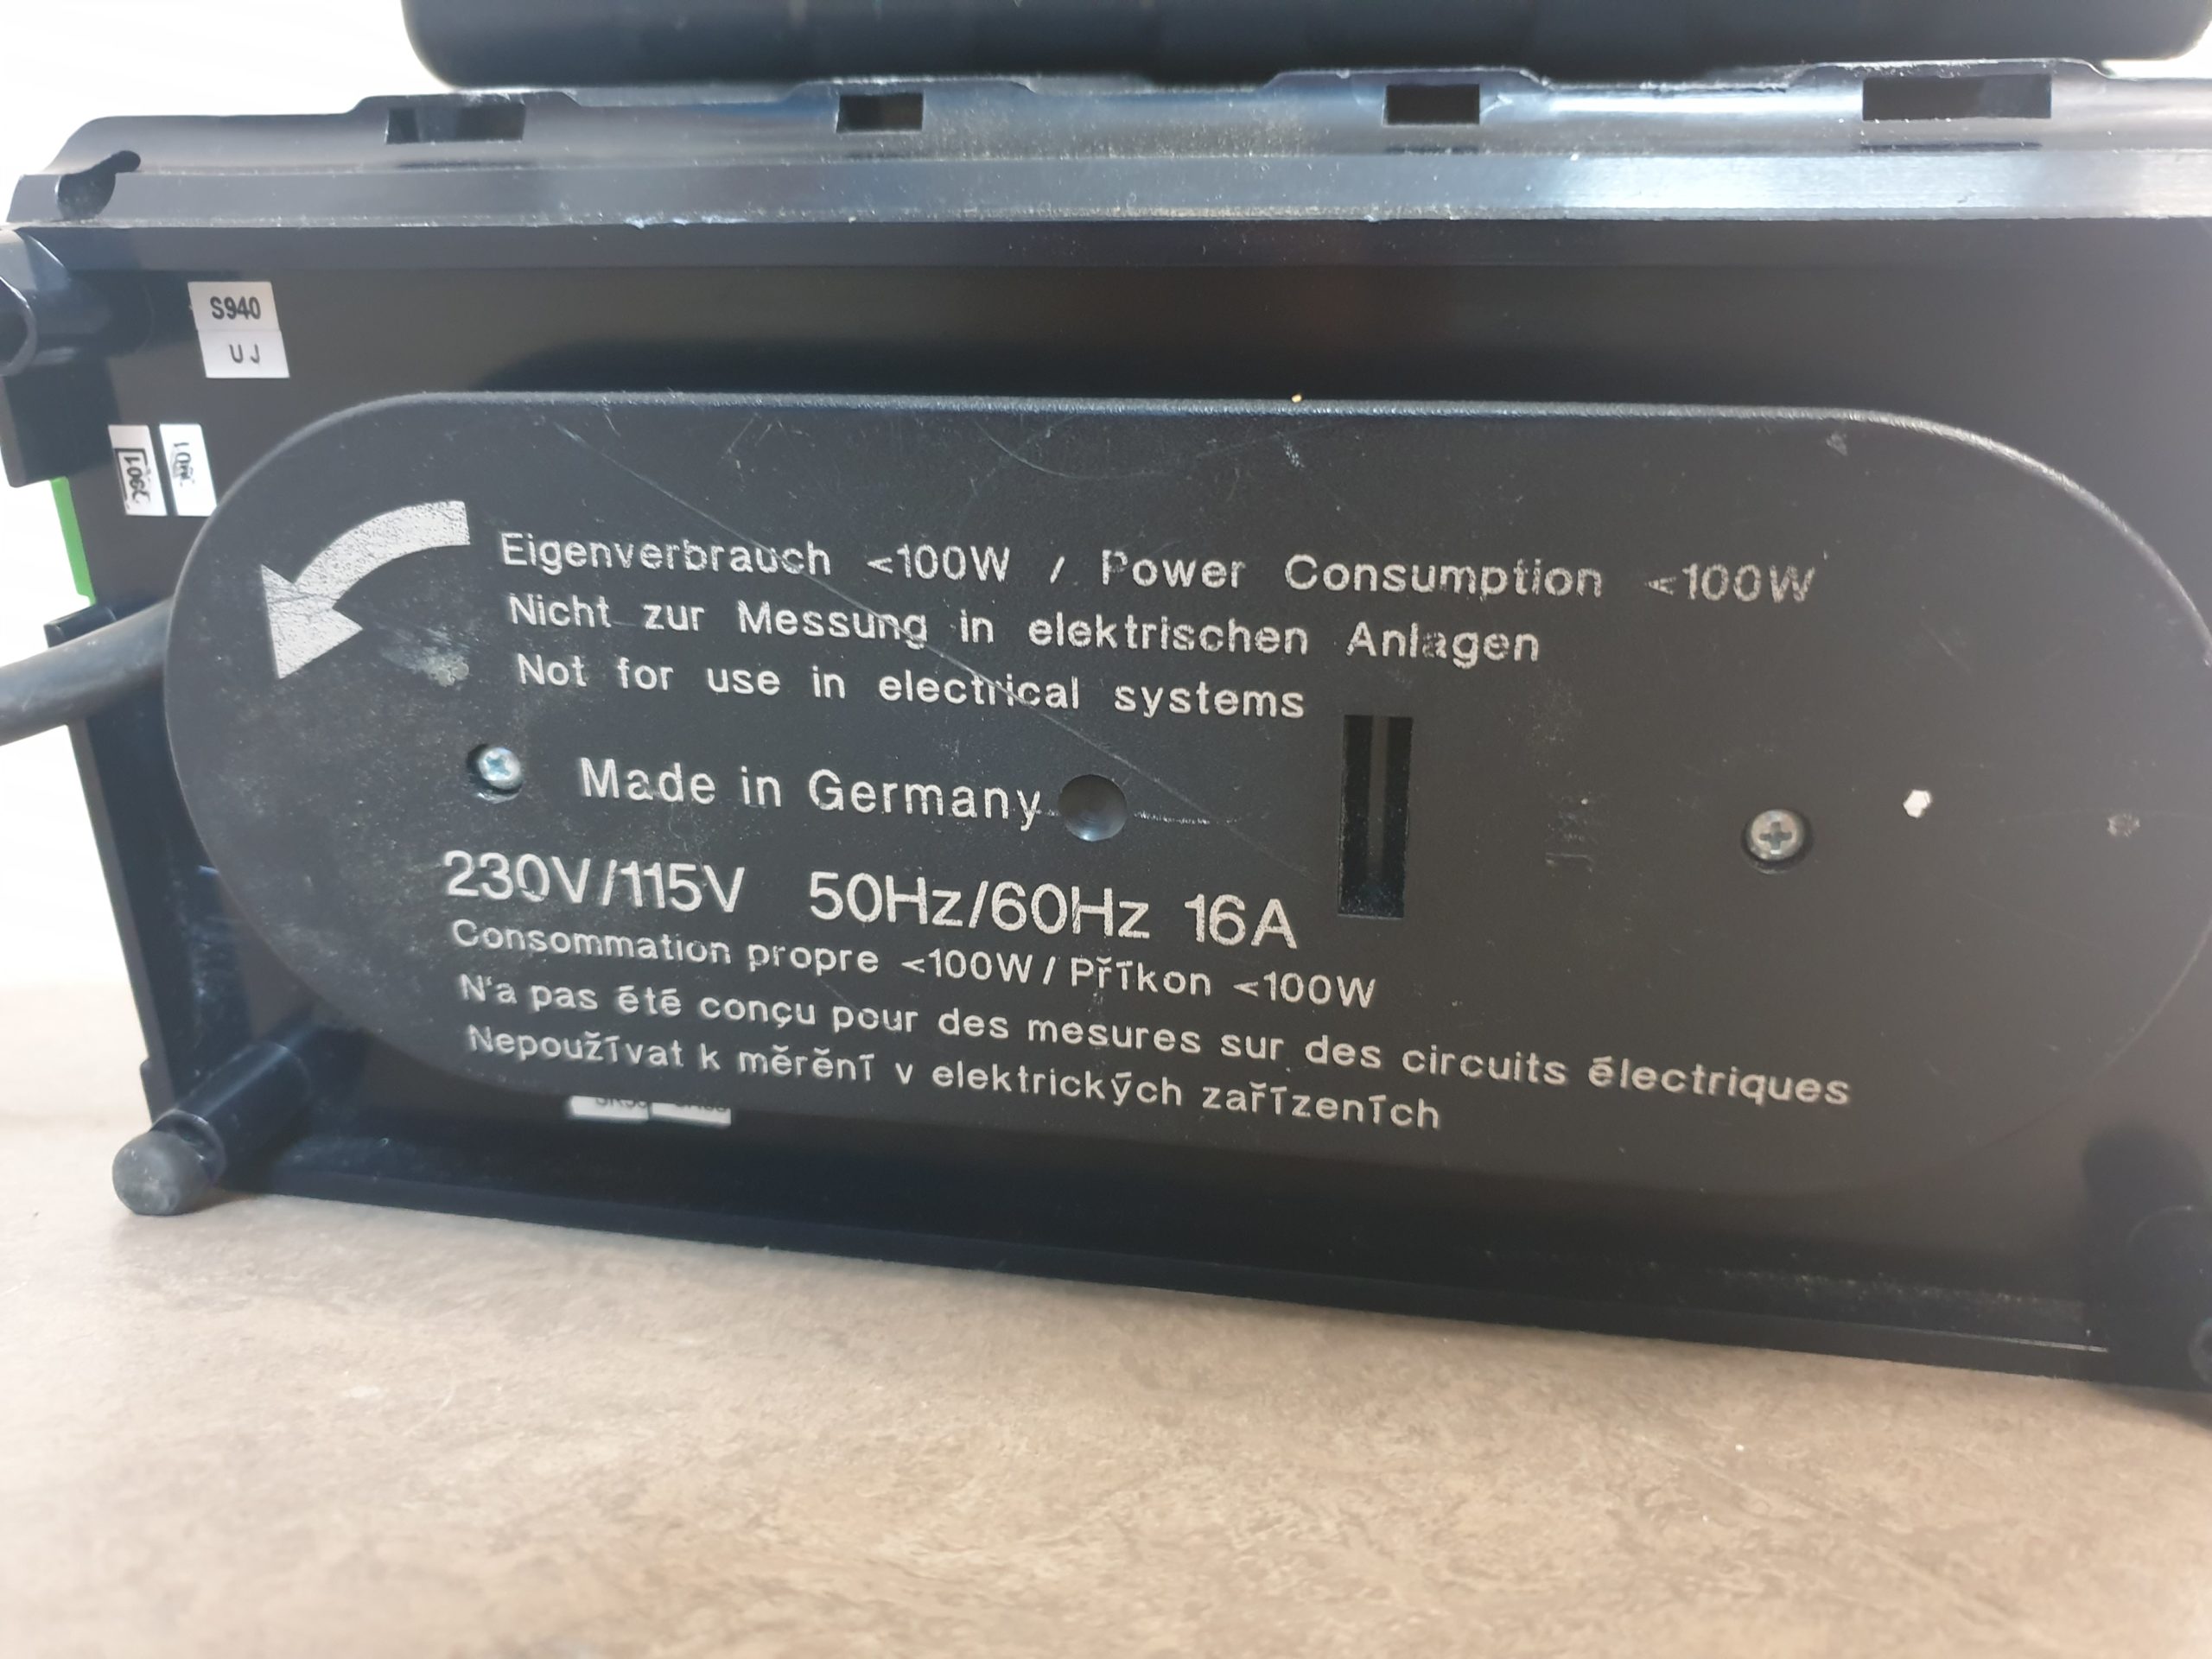 S940
UJ
Eigenverbrauch <100W / Power Consumption <100W
Nicht zur Messung in elektrischen Anlagen
Not for use in electrical systems
Made in Germany
230V/115V 50Hz/60Hz 16A
Consommation propre <100W / Příkon <100W
N'a pas été conçu pour des mesures sur des circuits électriques
Nepoužívat k měrění v elektrických zařízeních